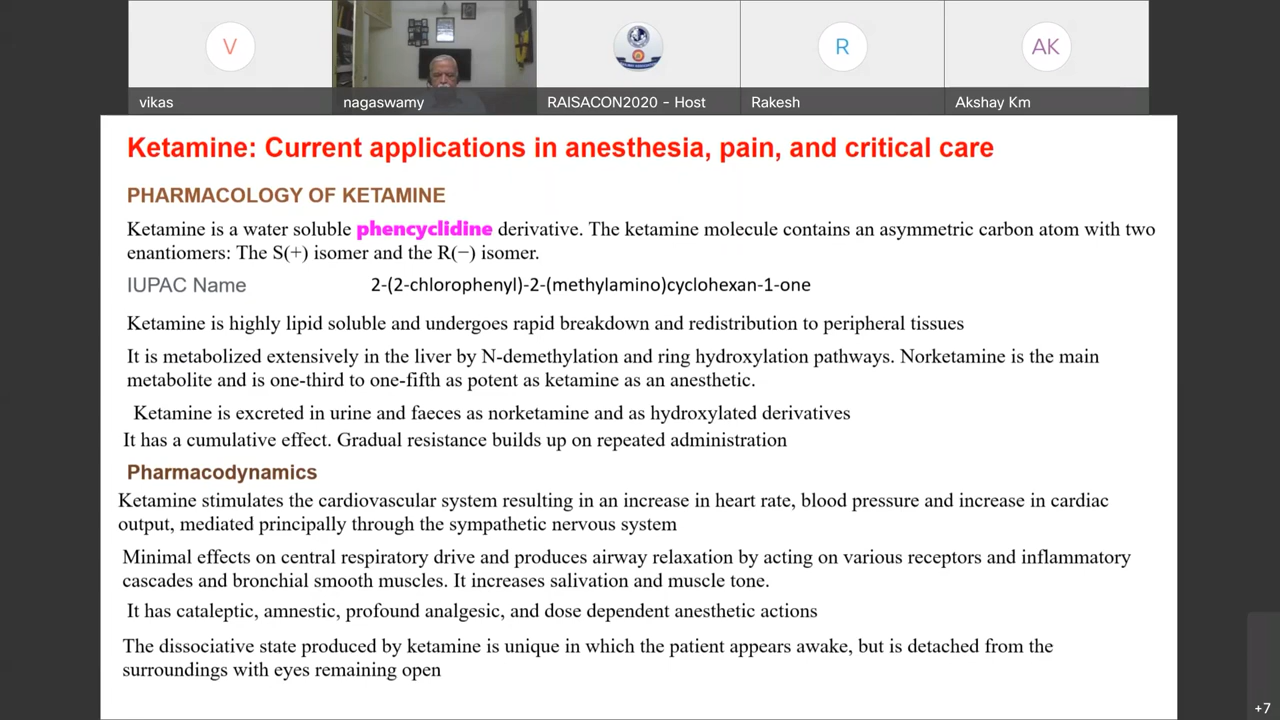 V
R
AK
vikas
nagaswamy
RAISACON2020 - Host
Rakesh
Akshay Km
Ketamine: Current applications in anesthesia, pain, and critical care
PHARMACOLOGY OF KETAMINE
Ketamine is a water soluble phencyclidine derivative. The ketamine molecule contains an asymmetric carbon atom with two
enantiomers: The S(+) isomer and the R(−) isomer.
IUPAC Name 2-(2-chlorophenyl)-2-(methylamino)cyclohexan-1-one
Ketamine is highly lipid soluble and undergoes rapid breakdown and redistribution to peripheral tissues
It is metabolized extensively in the liver by N-demethylation and ring hydroxylation pathways. Norketamine is the main
metabolite and is one-third to one-fifth as potent as ketamine as an anesthetic.
Ketamine is excreted in urine and faeces as norketamine and as hydroxylated derivatives
It has a cumulative effect. Gradual resistance builds up on repeated administration
Pharmacodynamics
Ketamine stimulates the cardiovascular system resulting in an increase in heart rate, blood pressure and increase in cardiac
output, mediated principally through the sympathetic nervous system
Minimal effects on central respiratory drive and produces airway relaxation by acting on various receptors and inflammatory
cascades and bronchial smooth muscles. It increases salivation and muscle tone.
It has cataleptic, amnestic, profound analgesic, and dose dependent anesthetic actions
The dissociative state produced by ketamine is unique in which the patient appears awake, but is detached from the
surroundings with eyes remaining open
+7